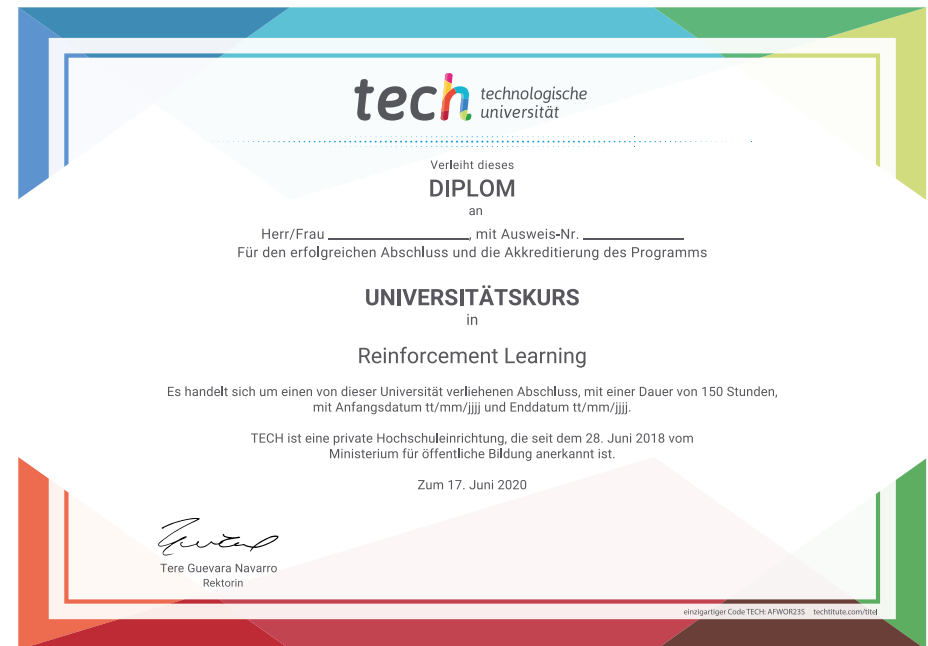 tech technologische
universität
Verleiht dieses
DIPLOM
an
Herr/Frau ____________________, mit Ausweis-Nr. ______________
Für den erfolgreichen Abschluss und die Akkreditierung des Programms
UNIVERSITÄTSKURS
in
Reinforcement Learning
Es handelt sich um einen von dieser Universität verliehenen Abschluss, mit einer Dauer von 150 Stunden,
mit Anfangsdatum tt/mm/jjjj und Enddatum tt/mm/jjjj.
TECH ist eine private Hochschuleinrichtung, die seit dem 28. Juni 2018 vom
Ministerium für öffentliche Bildung anerkannt ist.
Zum 17. Juni 2020
Tere Guevara Navarro
Rektorin
einzigartiger Code TECH: AFWOR23S techtitute.com/titel